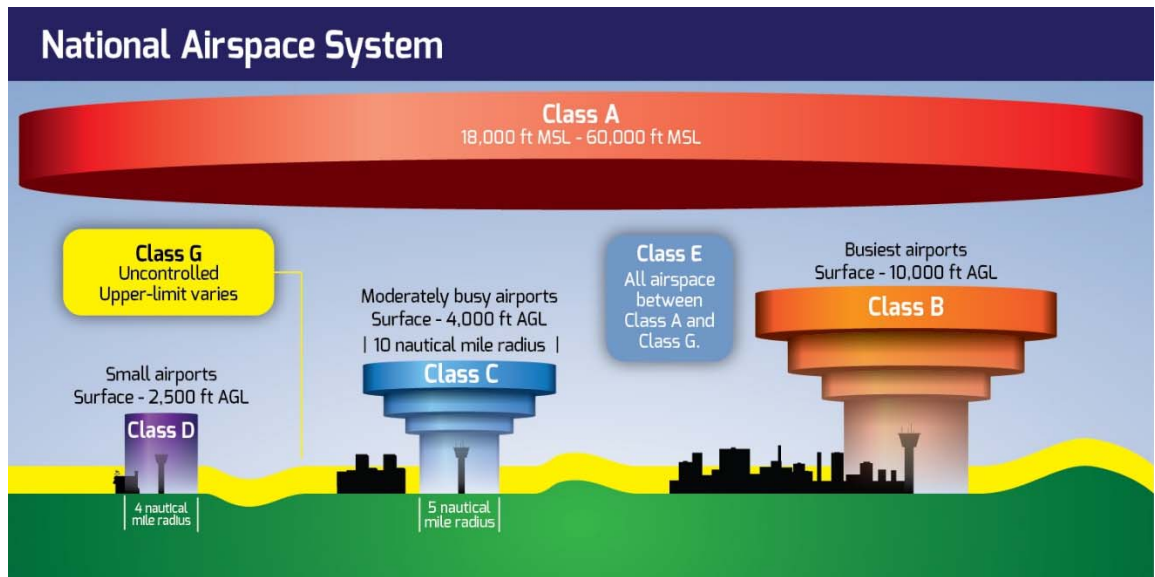 National Airspace System
Class A
18,000 ft MSL - 60,000 ft MSL
Class G
Uncontrolled
Upper-limit varies
Class E
All airspace
between
Class A and
Class G.
Busiest airports
Surface - 10,000 ft AGL
Class B
Moderately busy airports
Surface - 4,000 ft AGL
| 10 nautical mile radius |
Class C
Small airports
Surface - 2,500 ft AGL
Class D
4 nautical
mile radius
5 nautical
mile radius